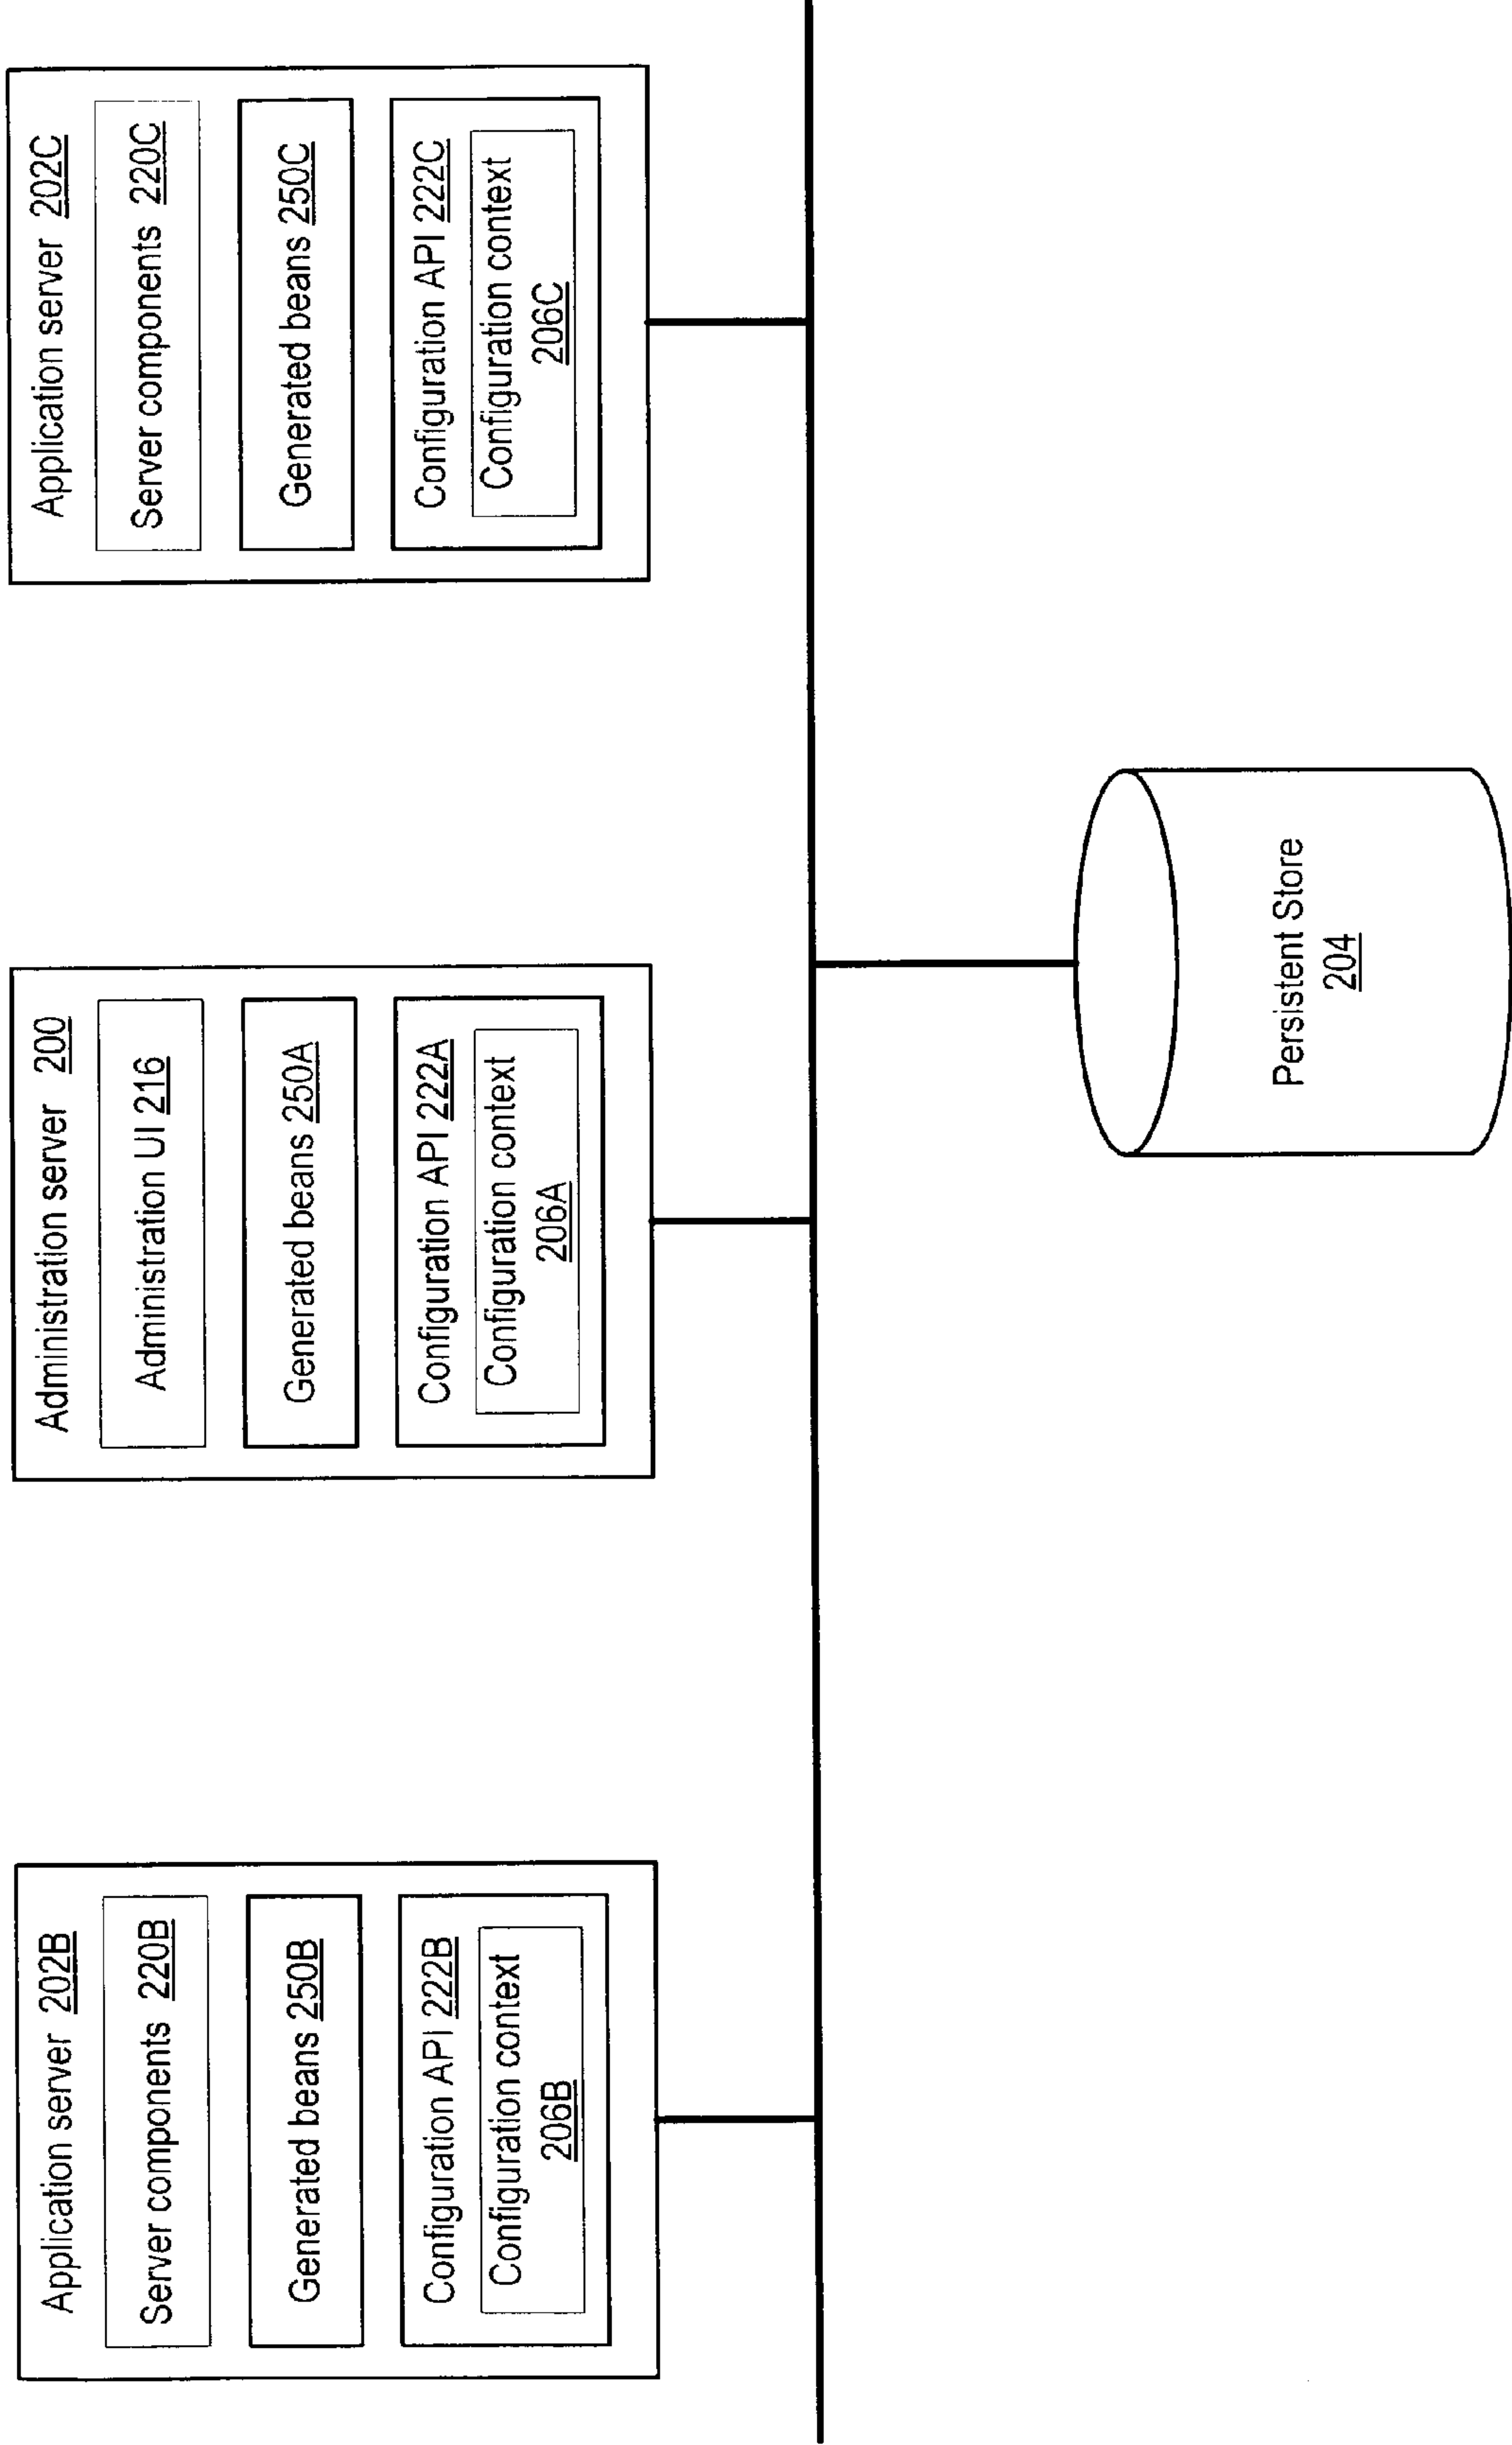 Application server 202B
Server components 220B
Generated beans 250B
Configuration API 222B
Configuration context
206B
Administration server 200
Administration UI 216
Generated beans 250A
Configuration API 222A
Configuration context
206A
Application server 202C
Server components 220C
Generated beans 250C
Configuration API 222C
Configuration context
206C
Persistent Store
204